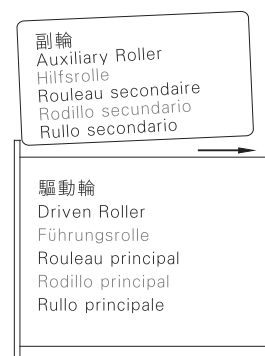 副輪
Auxiliary Roller
Hilfsrolle
Rouleau secondaire
Rodillo secundario
Rullo secondario
驅動輪
Driven Roller
Führungsrolle
Rouleau principal
Rodillo principal
Rullo principale